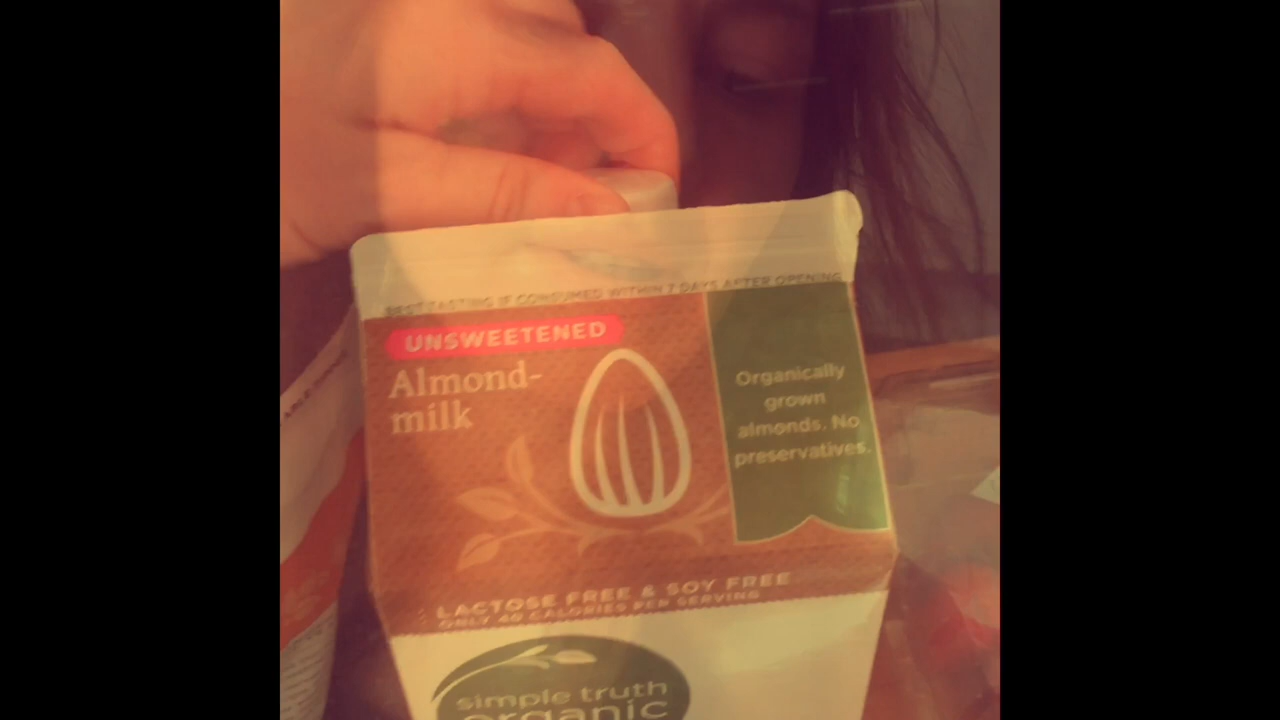 BEST TASTING IF CONSUMED WITHIN 7 DAYS AFTER OPENING
UNSWEETENED
Almond-
milk
Organically
grown
almonds. No
preservatives.
LACTOSE FREE & SOY FREE
ONLY 40 CALORIES PER SERVING
simple truth
organic